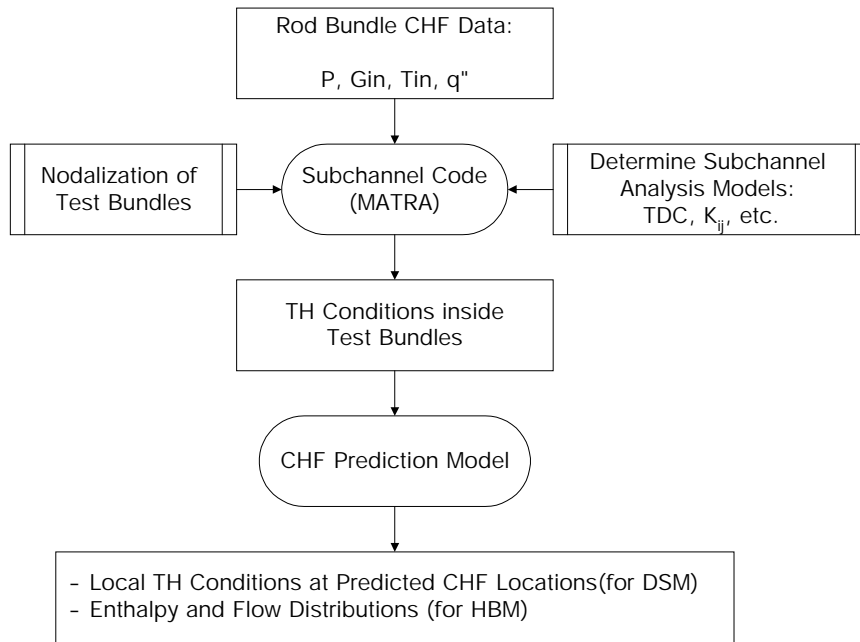 Rod Bundle CHF Data:
P, Gin, Tin, q"
Nodalization of
Test Bundles
Subchannel Code
(MATRA)
Determine Subchannel
Analysis Models:
TDC, Kij, etc.
TH Conditions inside
Test Bundles
CHF Prediction Model
- Local TH Conditions at Predicted CHF Locations(for DSM)
- Enthalpy and Flow Distributions (for HBM)